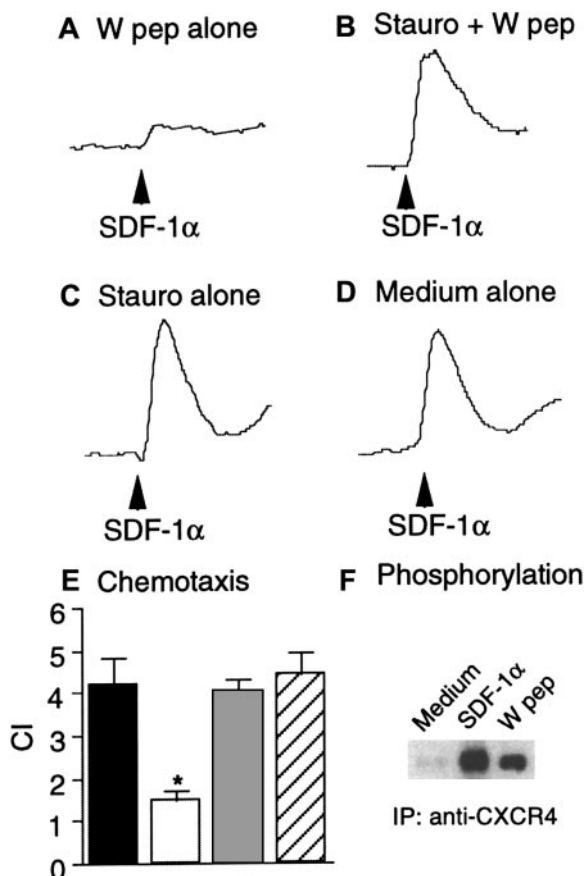 A W pep alone
B Stauro + W pep
SDF-1α
SDF-1α
C Stauro alone
D Medium alone
SDF-1α
SDF-1α
E Chemotaxis
6
5
4
3
2
1
0
CI
*
F Phosphorylation
Medium
SDF-1α
W pep
IP: anti-CXCR4